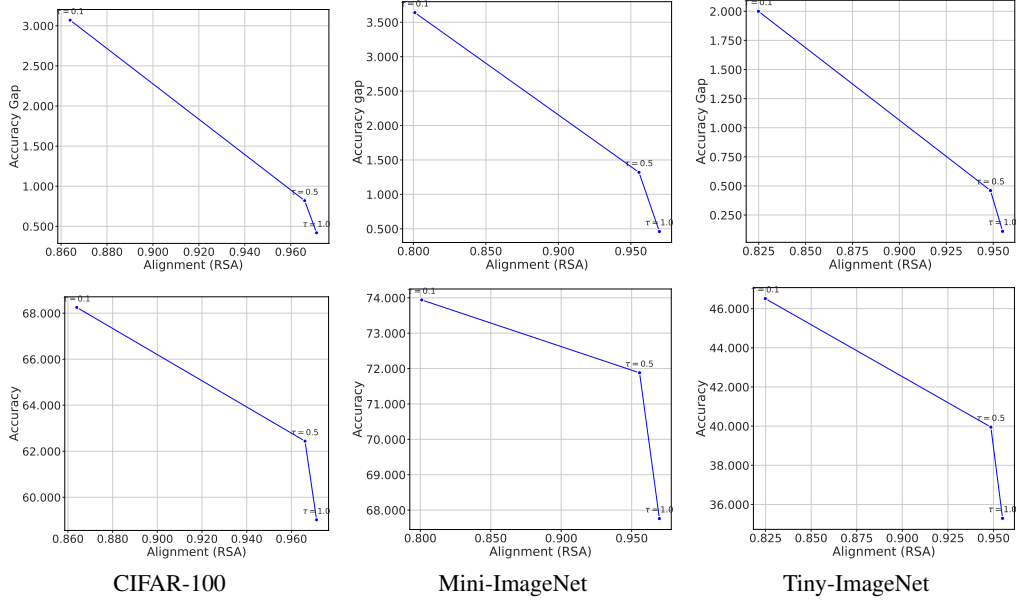 τ = 0.1
τ = 0.5
τ = 1.0
3.000
2.500
2.000
1.500
1.000
0.500
Accuracy Gap
0.860 0.880 0.900 0.920 0.940 0.960
Alignment (RSA)
τ = 0.1
τ = 0.5
τ = 1.0
3.500
3.000
2.500
2.000
1.500
1.000
0.500
Accuracy gap
0.800 0.850 0.900 0.950
Alignment (RSA)
τ = 0.1
τ = 0.5
τ = 1.0
2.000
1.750
1.500
1.250
1.000
0.750
0.500
0.250
Accuracy Gap
0.825 0.850 0.875 0.900 0.925 0.950
Alignment (RSA)
τ = 0.1
τ = 0.5
τ = 1.0
68.000
66.000
64.000
62.000
60.000
Accuracy
0.860 0.880 0.900 0.920 0.940 0.960
Alignment (RSA)
τ = 0.1
τ = 0.5
τ = 1.0
74.000
73.000
72.000
71.000
70.000
69.000
68.000
Accuracy
0.800 0.850 0.900 0.950
Alignment (RSA)
τ = 0.1
τ = 0.5
τ = 1.0
46.000
44.000
42.000
40.000
38.000
36.000
Accuracy
0.825 0.850 0.875 0.900 0.925 0.950
Alignment (RSA)
CIFAR-100
Mini-ImageNet
Tiny-ImageNet